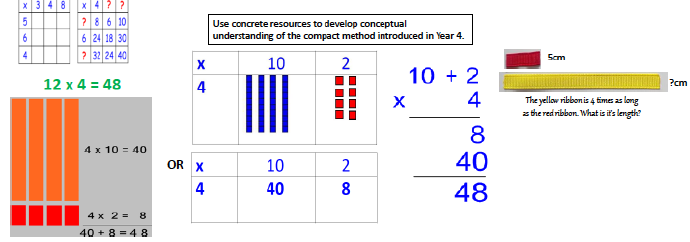 x 3 4 8
5
6
4
x 4 ? ?
? 8 6 10
6 24 18 30
? 32 24 40
12 x 4 = 48
4 x 10 = 40
4 x 2 = 8
40 + 8 = 4 8
Use concrete resources to develop conceptual
understanding of the compact method introduced in Year 4.
x 10 2
4
OR
x 10 2
4 40 8
10 + 2
x 4
8
40
48
5cm
?cm
The yellow ribbon is 4 times as long
as the red ribbon. What is it's length?